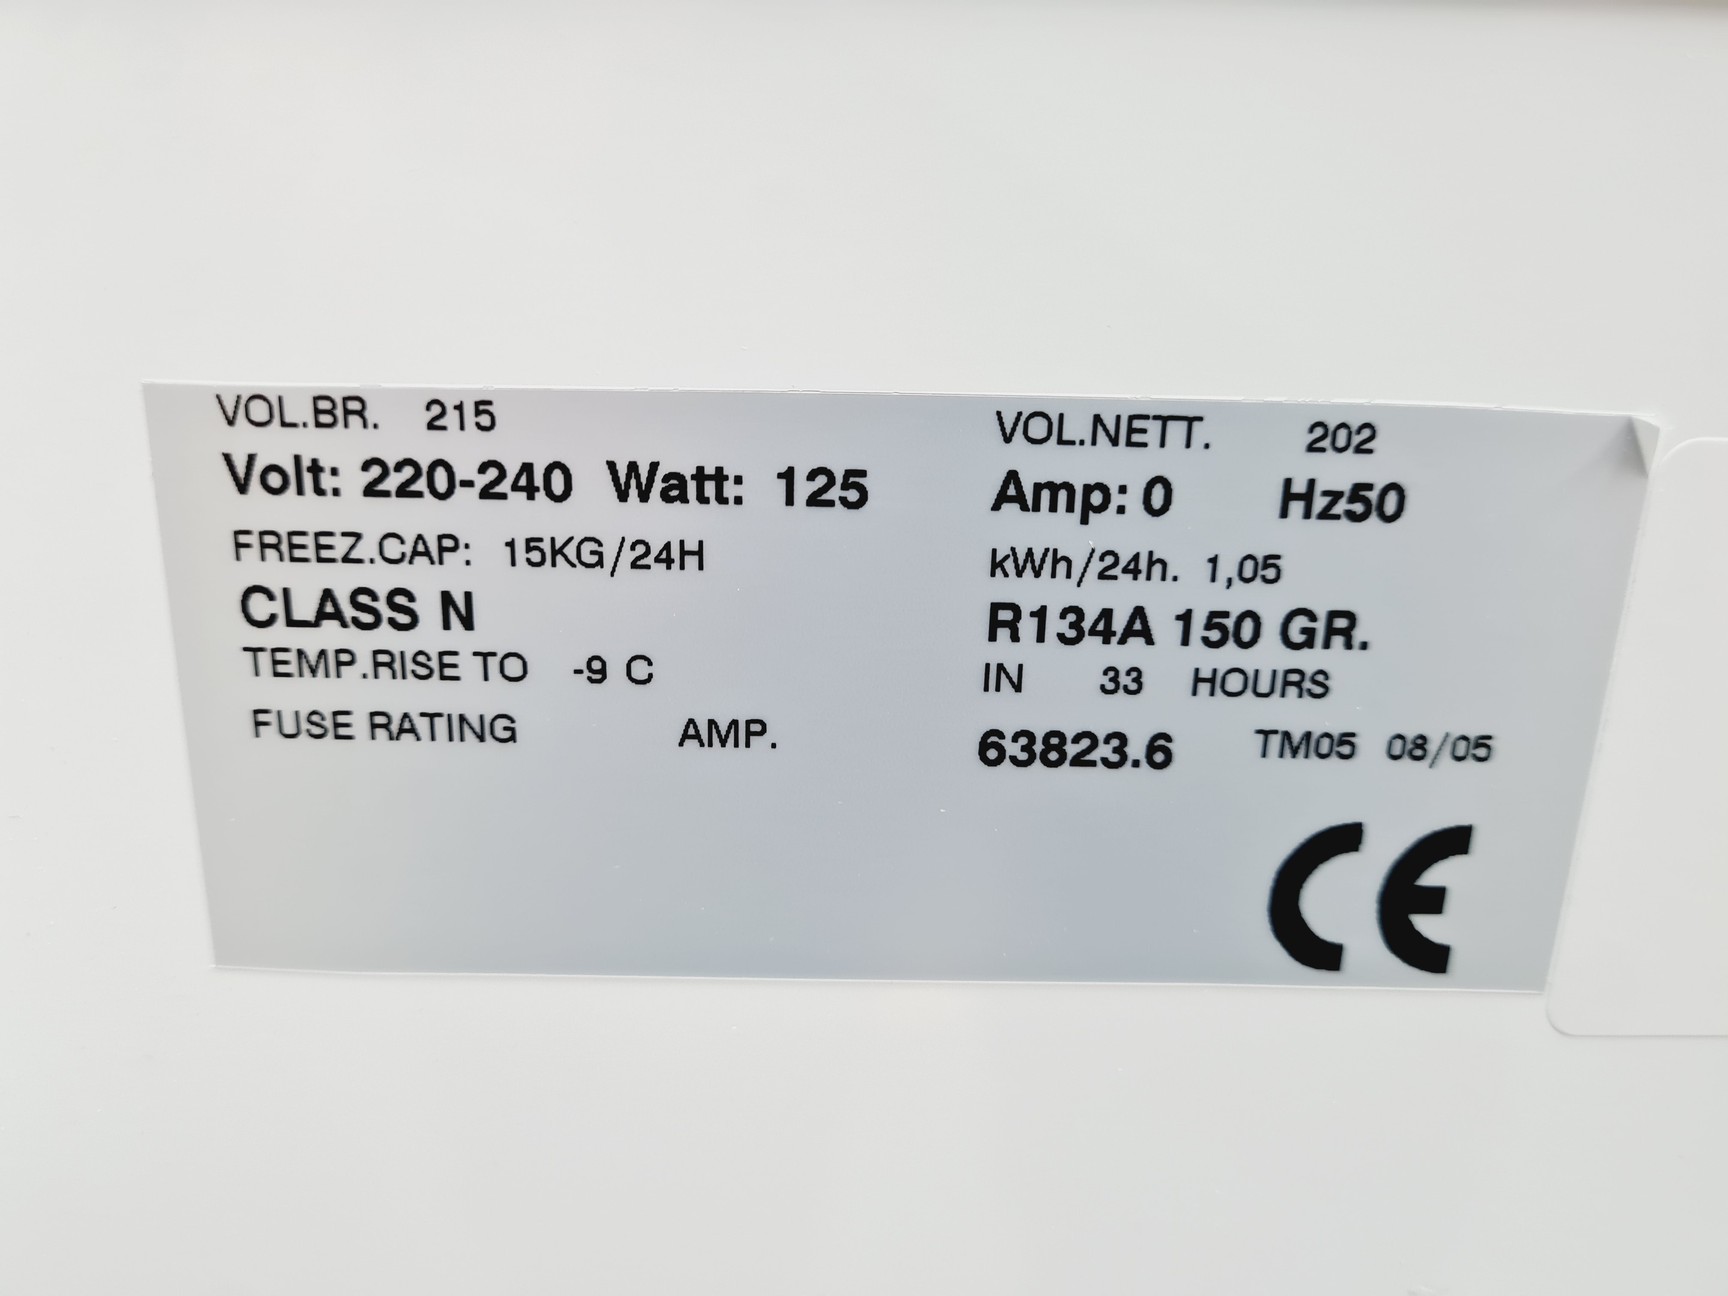 VOL.BR. 215 VOL.NETT. 202
Volt: 220-240 Watt: 125 Amp: 0 Hz50
FREEZ.CAP: 15KG/24H kWh/24h. 1,05
CLASS N R134A 150 GR.
TEMP.RISE TO -9 C IN 33 HOURS
FUSE RATING AMP. 63823.6 TM05 08/05
CE